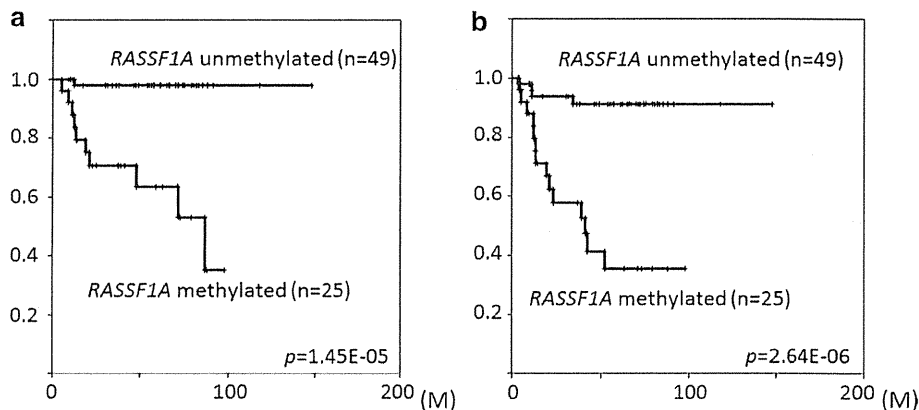 a
RASSF1A unmethylated (n=49)
1.0
0.8
0.6
0.4
0.2
RASSF1A methylated (n=25)
p=1.45E-05
0
100
200
(M)
b
RASSF1A unmethylated (n=49)
1.0
0.8
0.6
0.4
0.2
RASSF1A methylated (n=25)
p=2.64E-06
0
100
200
(M)